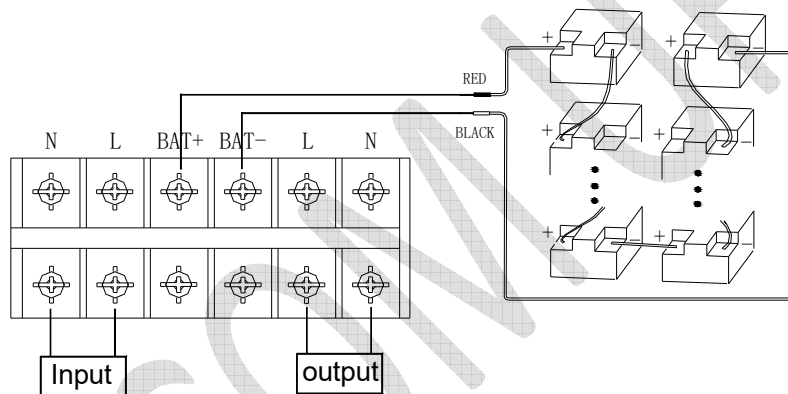 RED
BLACK
N L BAT+ BAT- L N
+ - + -
+ - + -
+ - + -
Input output